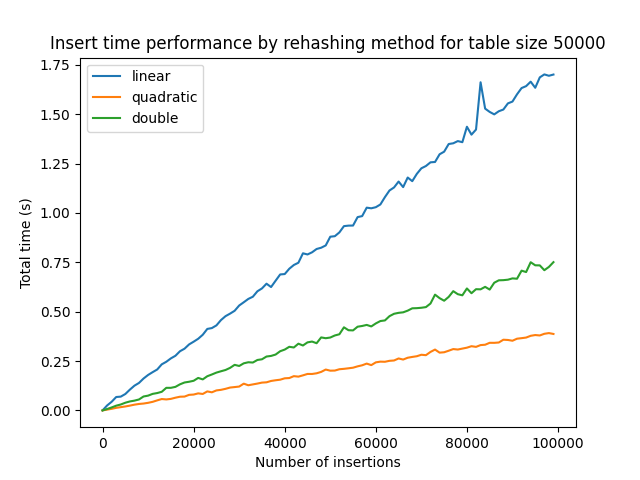 Insert time performance by rehashing method for table size 50000
linear
quadratic
double
Total time (s)
1.75
1.50
1.25
1.00
0.75
0.50
0.25
0.00
0
20000
40000
60000
80000
100000
Number of insertions